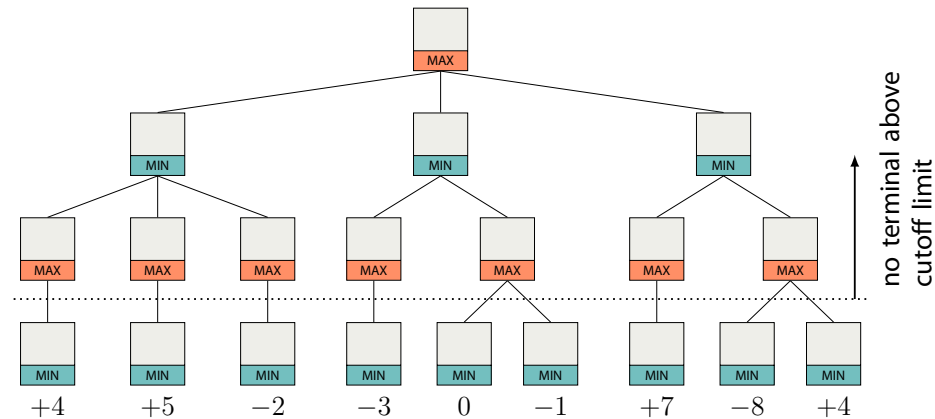 MAX
MIN MIN MIN
MAX MAX MAX MAX MAX MAX MAX
MIN MIN MIN MIN MIN MIN MIN MIN MIN
+4 +5 −2 −3 0 −1 +7 −8 +4
no terminal above
cutoff limit